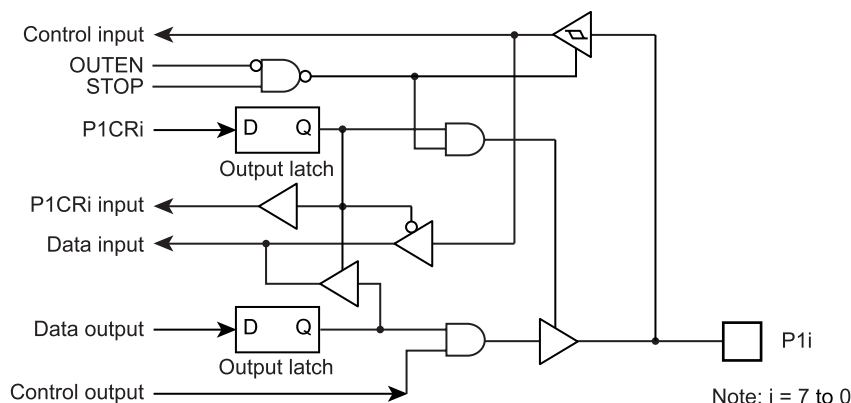 Control input
OUTEN
STOP
P1CRi
D Q
Output latch
P1CRi input
Data input
Data output
D Q
Output latch
P1i
Control output
Note: i = 7 to 0